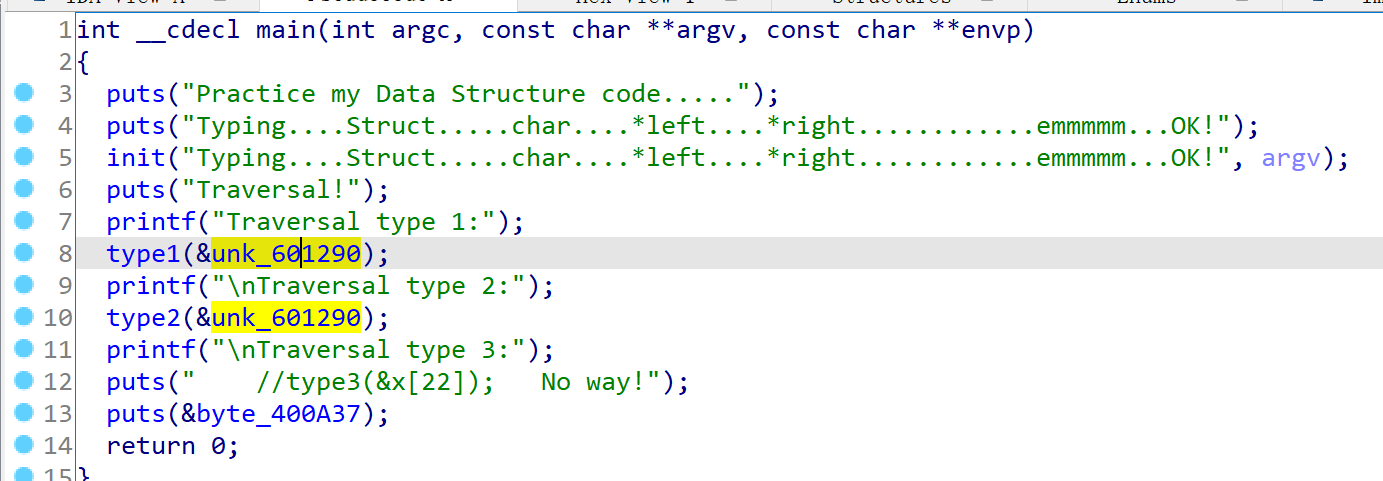 1 int __cdecl main(int argc, const char **argv, const char **envp)
2 {
3 puts("Practice my Data Structure code.....");
4 puts("Typing....Struct.....char....*left....*right............emmmmm...OK!");
5 init("Typing....Struct.....char....*left....*right............emmmmm...OK!", argv);
6 puts("Traversal!");
7 printf("Traversal type 1:");
8 type1(&unk_601290);
9 printf("\nTraversal type 2:");
10 type2(&unk_601290);
11 printf("\nTraversal type 3:");
12 puts("    //type3(&x[22]);   No way!");
13 puts(&byte_400A37);
14 return 0;
15 }